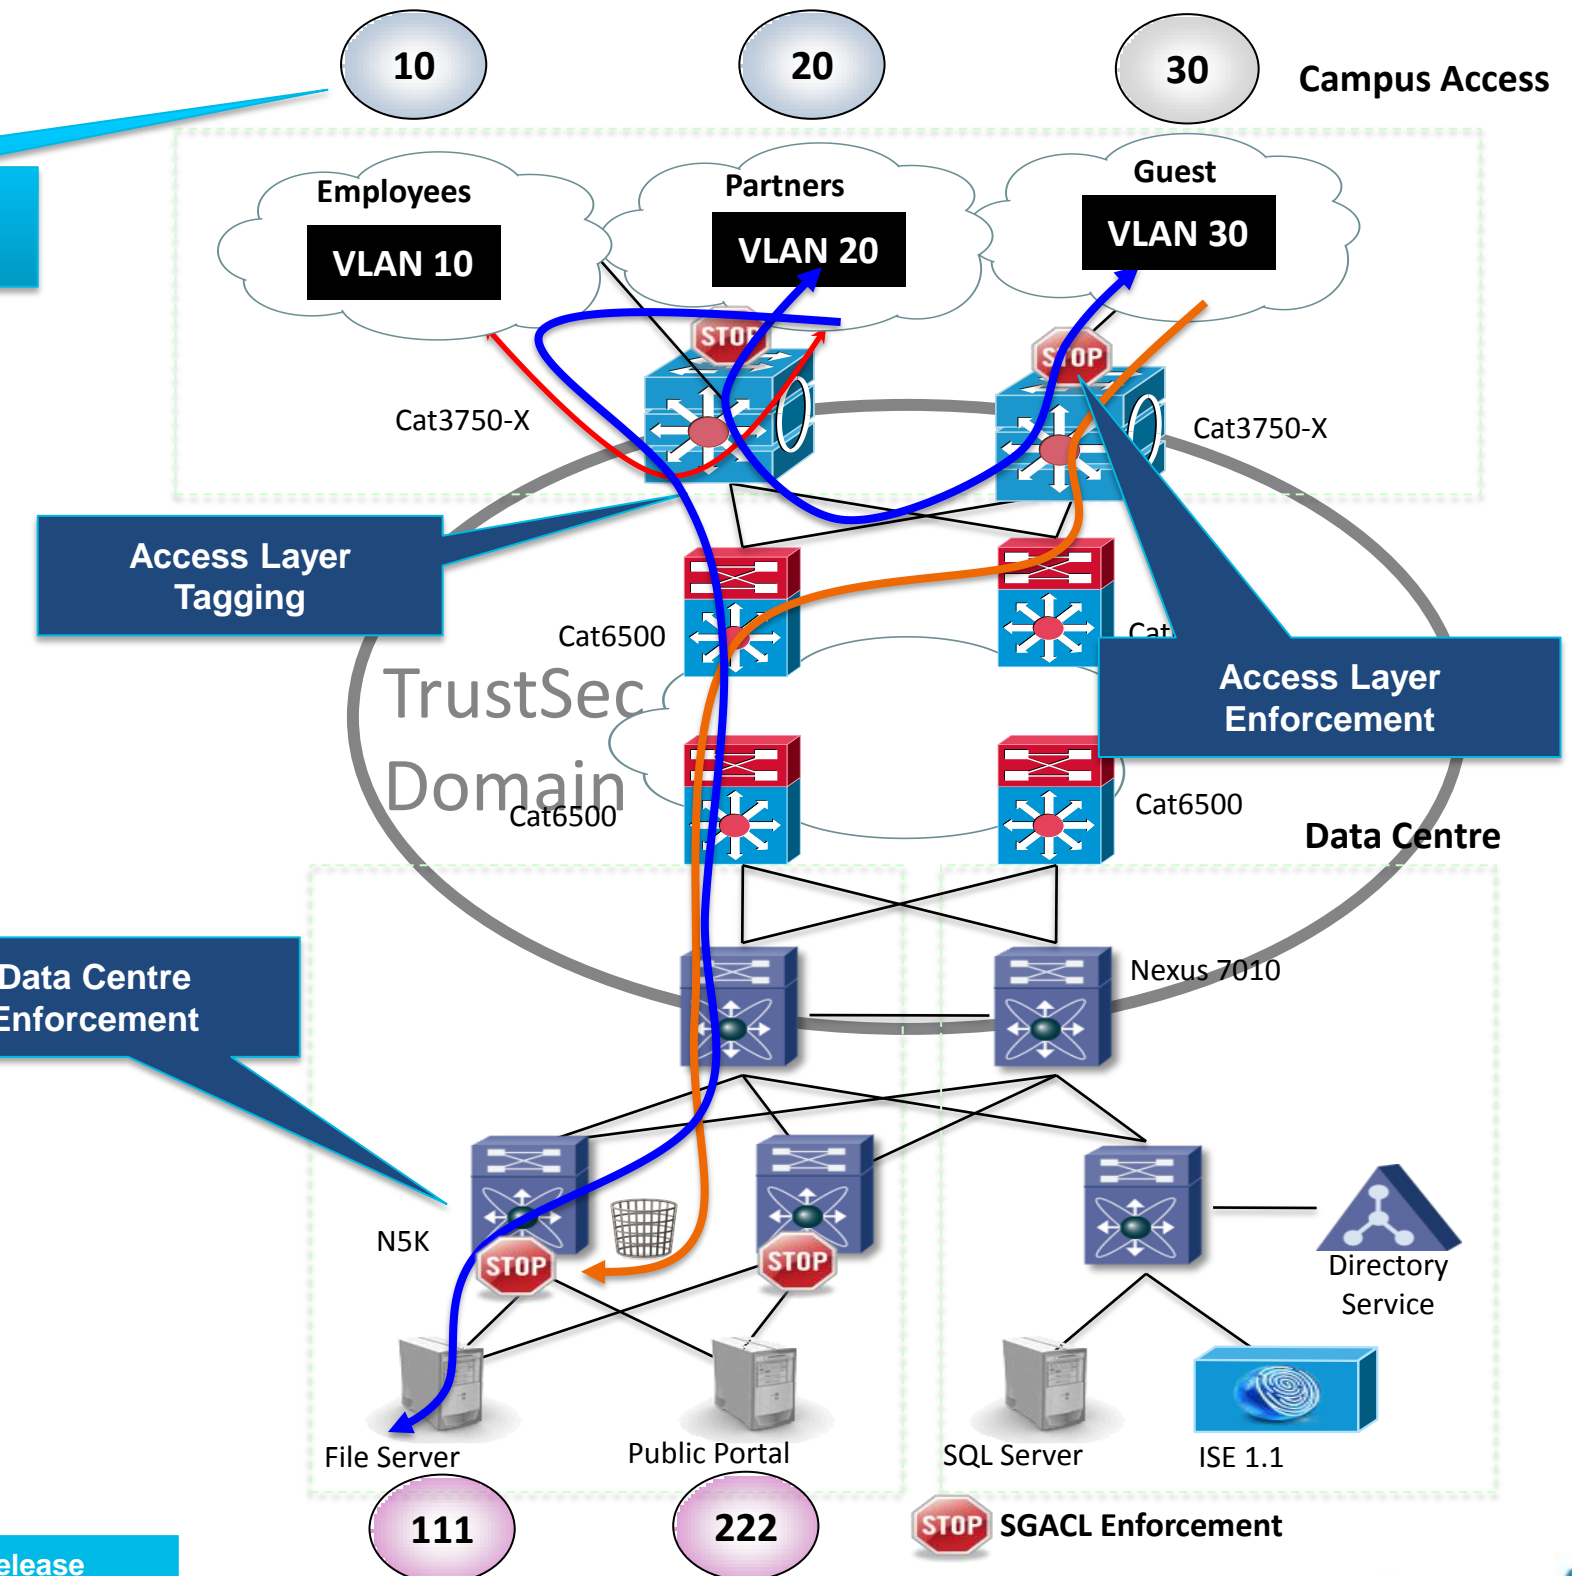 10
20
30
Campus Access
Employees
VLAN 10
Partners
VLAN 20
Guest
VLAN 30
STOP
STOP
Cat3750-X
Cat3750-X
Access Layer
Tagging
Cat6500
Cat
TrustSec
Domain
Access Layer
Enforcement
Cat6500
Cat6500
Data Centre
Data Centre
Enforcement
Nexus 7010
N5K
STOP
STOP
Directory
Service
File Server
Public Portal
SQL Server
ISE 1.1
111
222
STOP SGACL Enforcement
elease